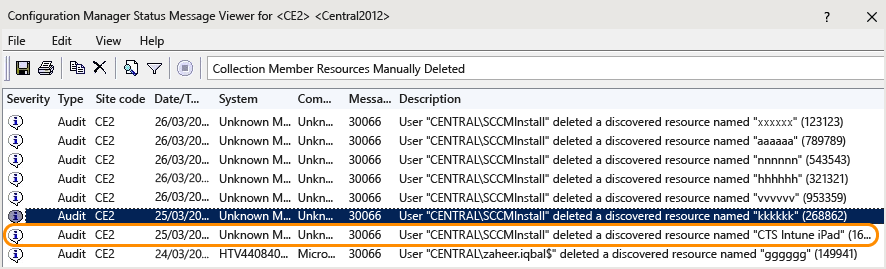 Configuration Manager Status Message Viewer for <CE2> <Central2012>
File Edit View Help
Collection Member Resources Manually Deleted
Severity Type Site code Date/T... System Com... Messa... Description
Audit CE2 26/03/20... Unknown M... Unkn... 30066 User "CENTRAL\SCCMInstall" deleted a discovered resource named "xxxxxx" (123123)
Audit CE2 26/03/20... Unknown M... Unkn... 30066 User "CENTRAL\SCCMInstall" deleted a discovered resource named "aaaaaa" (789789)
Audit CE2 26/03/20... Unknown M... Unkn... 30066 User "CENTRAL\SCCMInstall" deleted a discovered resource named "nnnnnn" (543543)
Audit CE2 26/03/20... Unknown M... Unkn... 30066 User "CENTRAL\SCCMInstall" deleted a discovered resource named "hhhhhh" (321321)
Audit CE2 26/03/20... Unknown M... Unkn... 30066 User "CENTRAL\SCCMInstall" deleted a discovered resource named "vvvvvv" (953359)
Audit CE2 25/03/20... Unknown M... Unkn... 30066 User "CENTRAL\SCCMInstall" deleted a discovered resource named "kkkkkk" (268862)
Audit CE2 25/03/20... Unknown M... Unkn... 30066 User "CENTRAL\SCCMInstall" deleted a discovered resource named "CTS Intune iPad" (16...
Audit CE2 24/03/20... HTV440840... Micro... 30066 User "CENTRAL\zaheer.iqbal$" deleted a discovered resource named "gggggg" (149941)